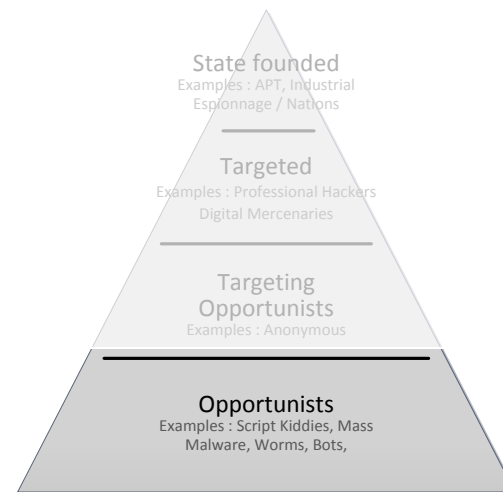 State founded
Examples : APT, Industrial
Espionnage / Nations
Targeted
Examples : Professional Hackers
Digital Mercenaries
Targeting
Opportunists
Examples : Anonymous
Opportunists
Examples : Script Kiddies, Mass
Malware, Worms, Bots,